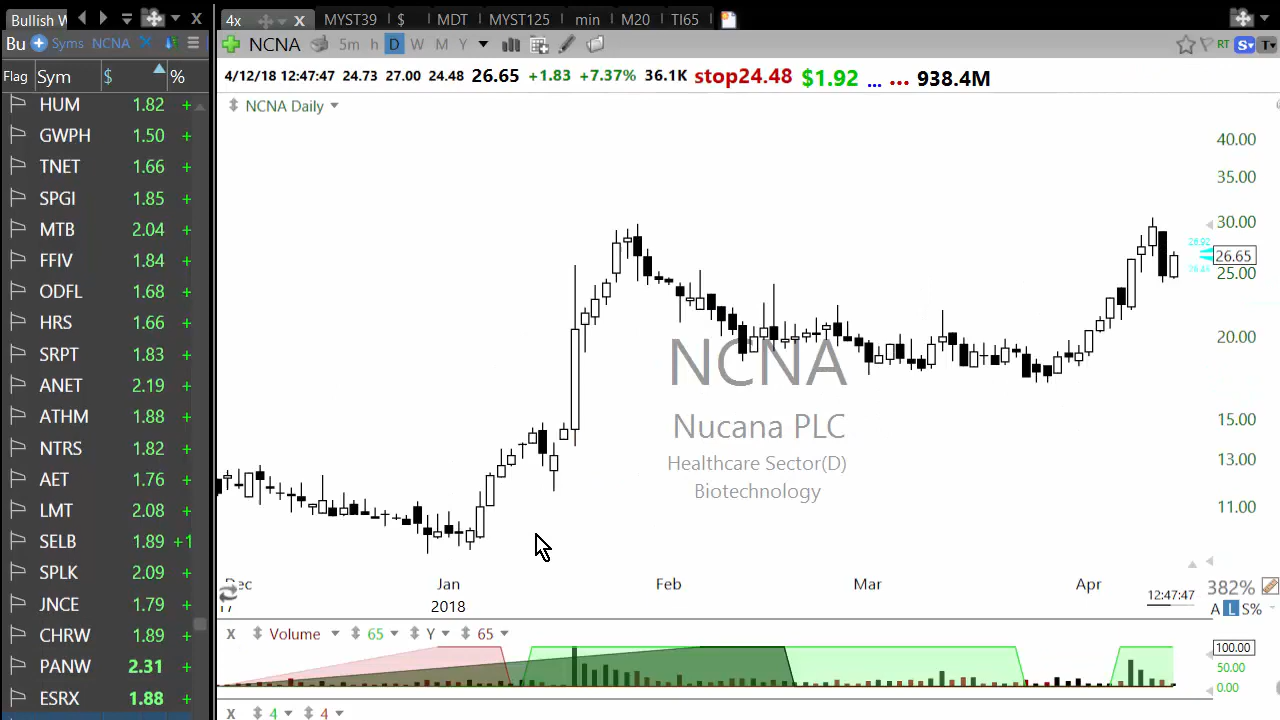 Bullish W
Bu Syms NCNA
Flag Sym $ %
HUM 1.82 +
GWPH 1.50 +
TNET 1.66 +
SPGI 1.85 +
MTB 2.04 +
FFIV 1.84 +
ODFL 1.68 +
HRS 1.66 +
SRPT 1.83 +
ANET 2.19 +
ATHM 1.88 +
NTRS 1.82 +
AET 1.76 +
LMT 2.08 +
SELB 1.89 +1
SPLK 2.09 +
JNCE 1.79 +
CHRW 1.89 +
PANW 2.31 +
ESRX 1.88 +
4x MYST39 $ MDT MYST125 min M20 TI65
NCNA 5m h D W M Y RT S T
4/12/18 12:47:47 24.73 27.00 24.48 26.65 +1.83 +7.37% 36.1K stop24.48 $1.92 ... ... 938.4M
NCNA Daily
40.00
35.00
30.00
26.92
26.65
25.00
20.00
15.00
13.00
11.00
NCNA
Nucana PLC
Healthcare Sector(D)
Biotechnology
Dec Jan Feb Mar Apr
17 2018
12:47:47
382%
A L S%
X Volume 65 Y 65
100.00
50.00
0.00
X 4 4